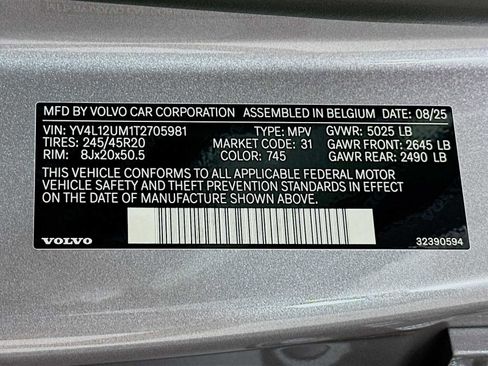 MFD BY VOLVO CAR CORPORATION ASSEMBLED IN BELGIUM DATE: 08/25
VIN: YV4L12UM1T2705981 TYPE: MPV GVWR: 5025 LB
TIRES: 245/45R20 MARKET CODE: 31 GAWR FRONT: 2645 LB
RIM: 8Jx20x50.5 COLOR: 745 GAWR REAR: 2490 LB
THIS VEHICLE CONFORMS TO ALL APPLICABLE FEDERAL MOTOR
VEHICLE SAFETY AND THEFT PREVENTION STANDARDS IN EFFECT
ON THE DATE OF MANUFACTURE SHOWN ABOVE.
VOLVO 32390594